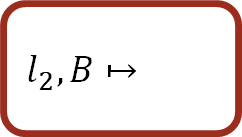 l₂, B ↦